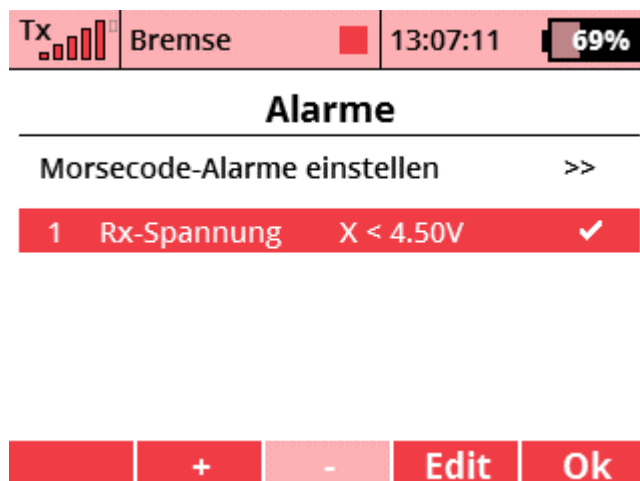 Tx Bremse 13:07:11 69%
Alarme
Morsecode-Alarme einstellen >>
1 Rx-Spannung X < 4.50V ✓
+ - Edit Ok